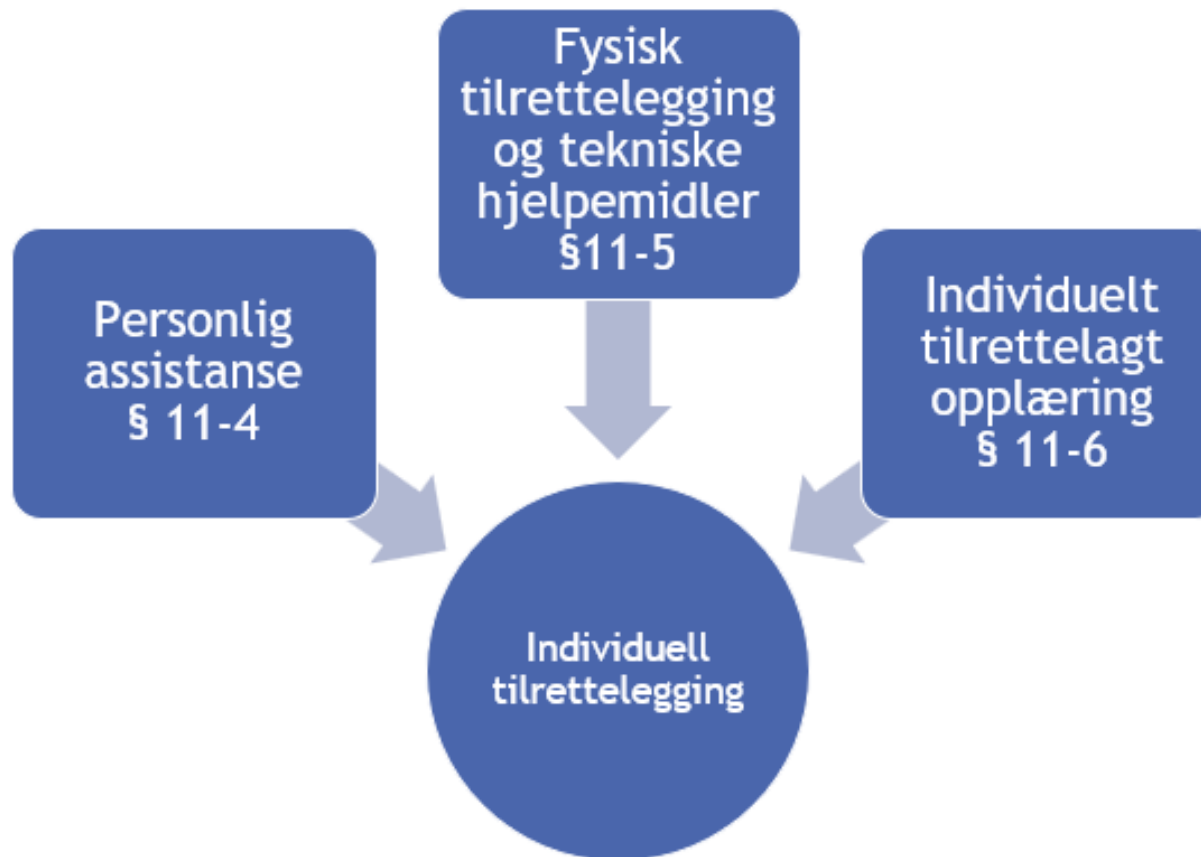 Fysisk
tilrettelegging
og tekniske
hjelpemidler
§11-5
Personlig
assistanse
§ 11-4
Individuelt
tilrettelagt
opplæring
§ 11-6
Individuell
tilrettelegging